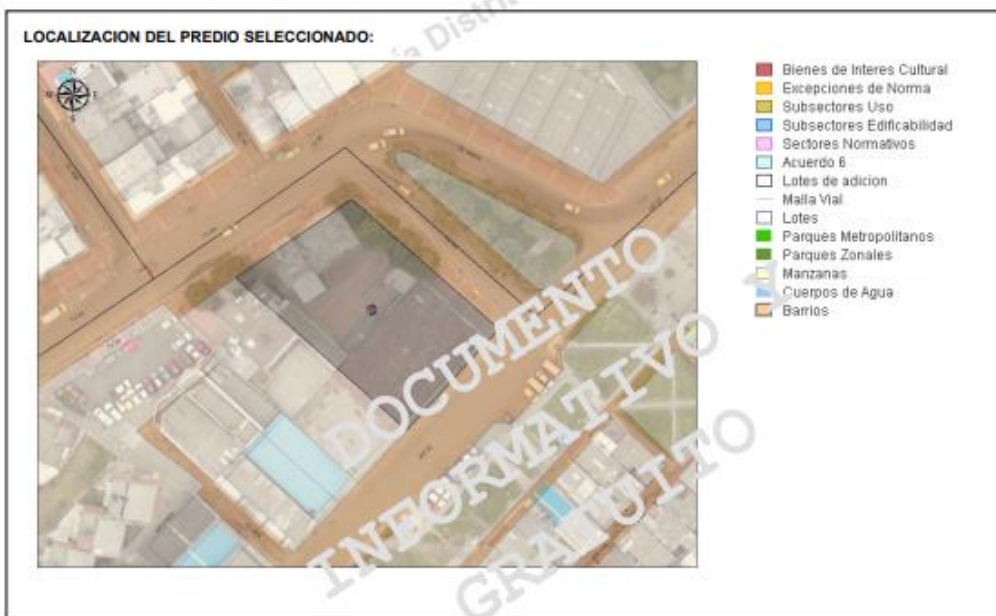 LOCALIZACION DEL PREDIO SELECCIONADO:
Distri
N
E
S
Bienes de Interes Cultural
Excepciones de Norma
Subsectores Uso
Subsectores Edificabilidad
Sectores Normativos
Acuerdo 6
Lotes de adicion
Malla Vial
Lotes
Parques Metropolitanos
Parques Zonales
Manzanas
Cuerpos de Agua
Barrios
DOCUMENTO
INFORMATIVO Y
GRATUITO